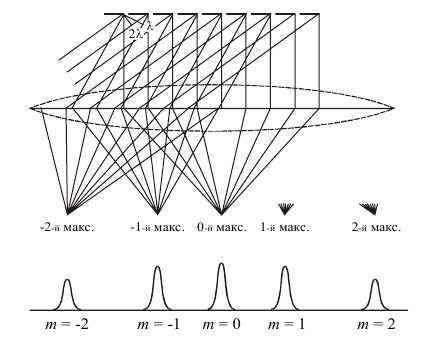 2λ λ
-2-й макс. -1-й макс. 0-й макс. 1-й макс. 2-й макс.
m = -2 m = -1 m = 0 m = 1 m = 2